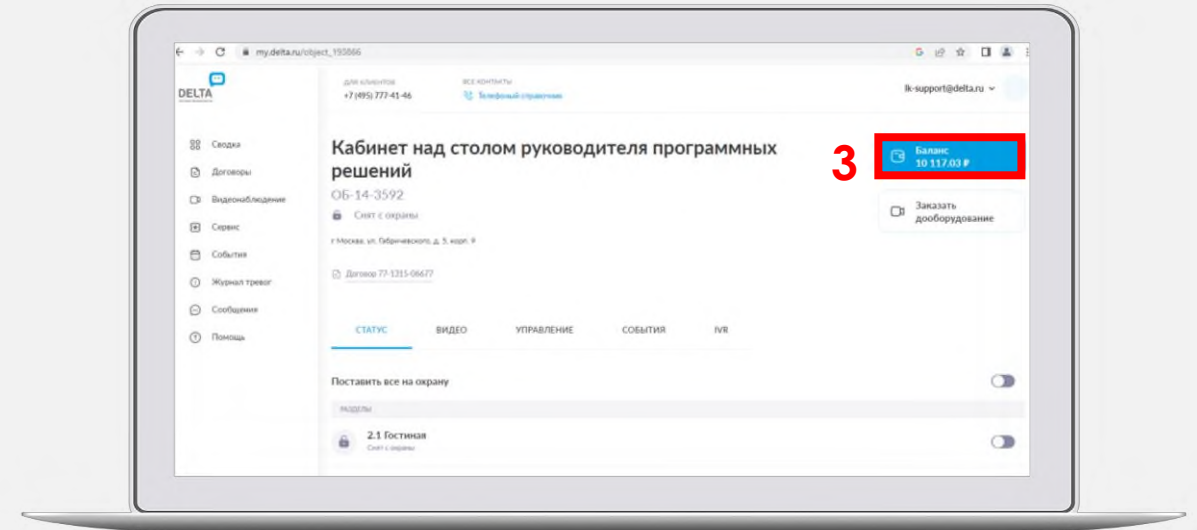 my.delta.ru/object_195866
DELTA
ДЛЯ КЛИЕНТОВ
+7 (495) 777-41-46
ВСЕ КОНТАКТЫ
Телефонный справочник
lk-support@delta.ru
Сводка
Договоры
Видеонаблюдение
Сервис
События
Журнал тревог
Сообщения
Помощь
Кабинет над столом руководителя программных
решений
ОБ-14-3592
Снят с охраны
г Москва, ул. Габричевского, д. 5, корп. 9
Договор 77-1315-06677
3
Баланс
10 117.03 ₽
Заказать
дооборудование
СТАТУС
ВИДЕО
УПРАВЛЕНИЕ
СОБЫТИЯ
IVR
Поставить все на охрану
РАЗДЕЛЫ
2.1 Гостиная
Снят с охраны